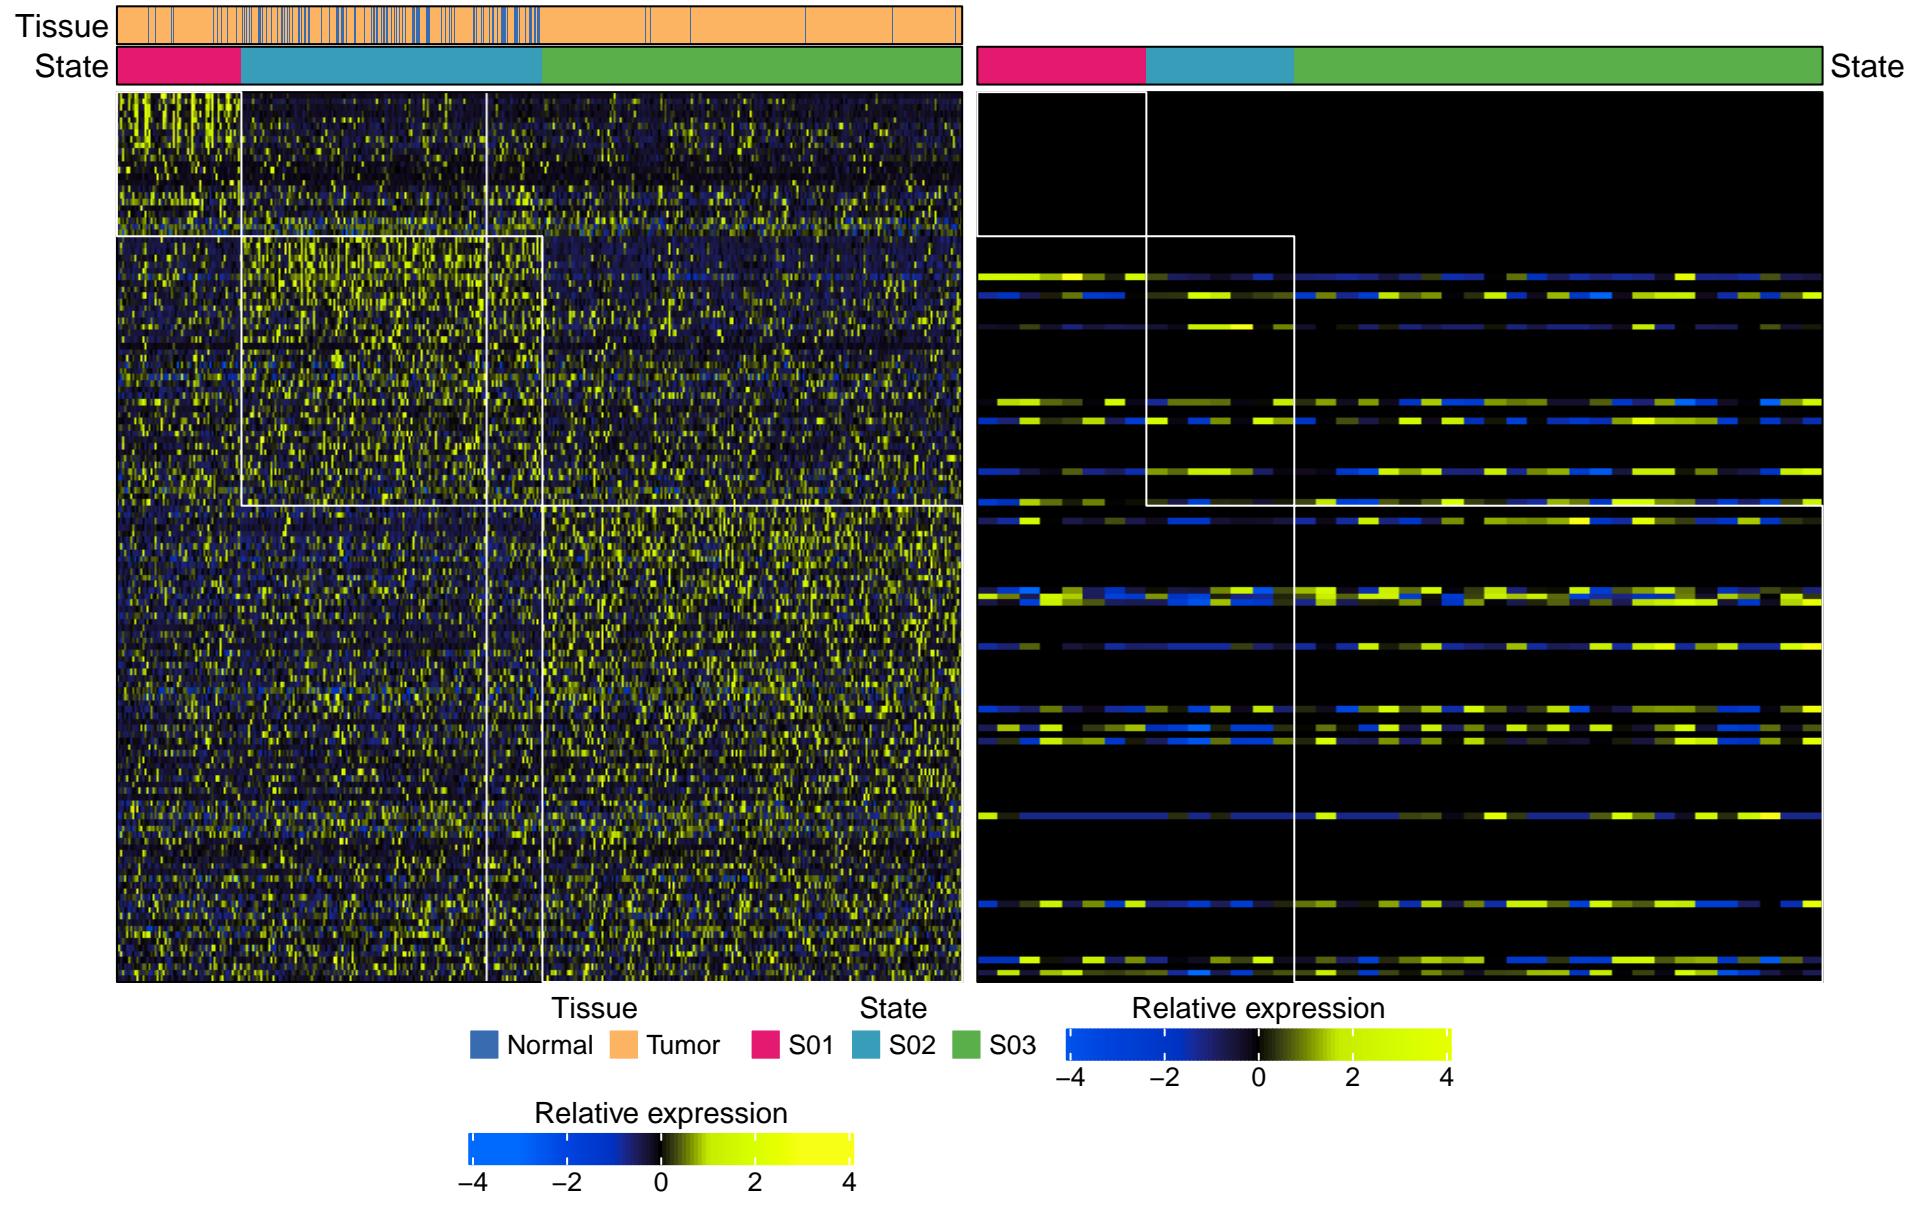 Tissue
State
State
Tissue
Normal Tumor
State
S01 S02 S03
Relative expression
−4 −2 0 2 4
Relative expression
−4 −2 0 2 4